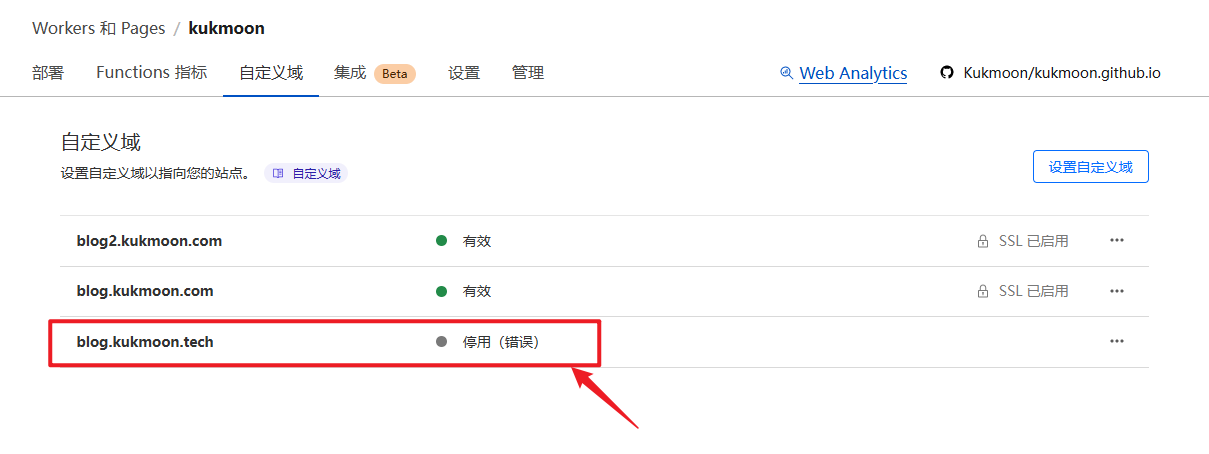 Workers 和 Pages / kukmoon
部署 Functions 指标 自定义域 集成 Beta 设置 管理 Web Analytics Kukmoon/kukmoon.github.io
自定义域
设置自定义域以指向您的站点。 自定义域
设置自定义域
blog2.kukmoon.com 有效 SSL 已启用 ···
blog.kukmoon.com 有效 SSL 已启用 ···
blog.kukmoon.tech 停用（错误） ···